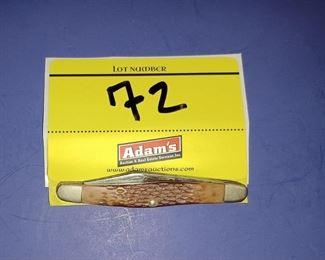 LOT NUMBER
72
Adam's
Auction & Real Estate Services, Inc.
www.adamsauctions.com